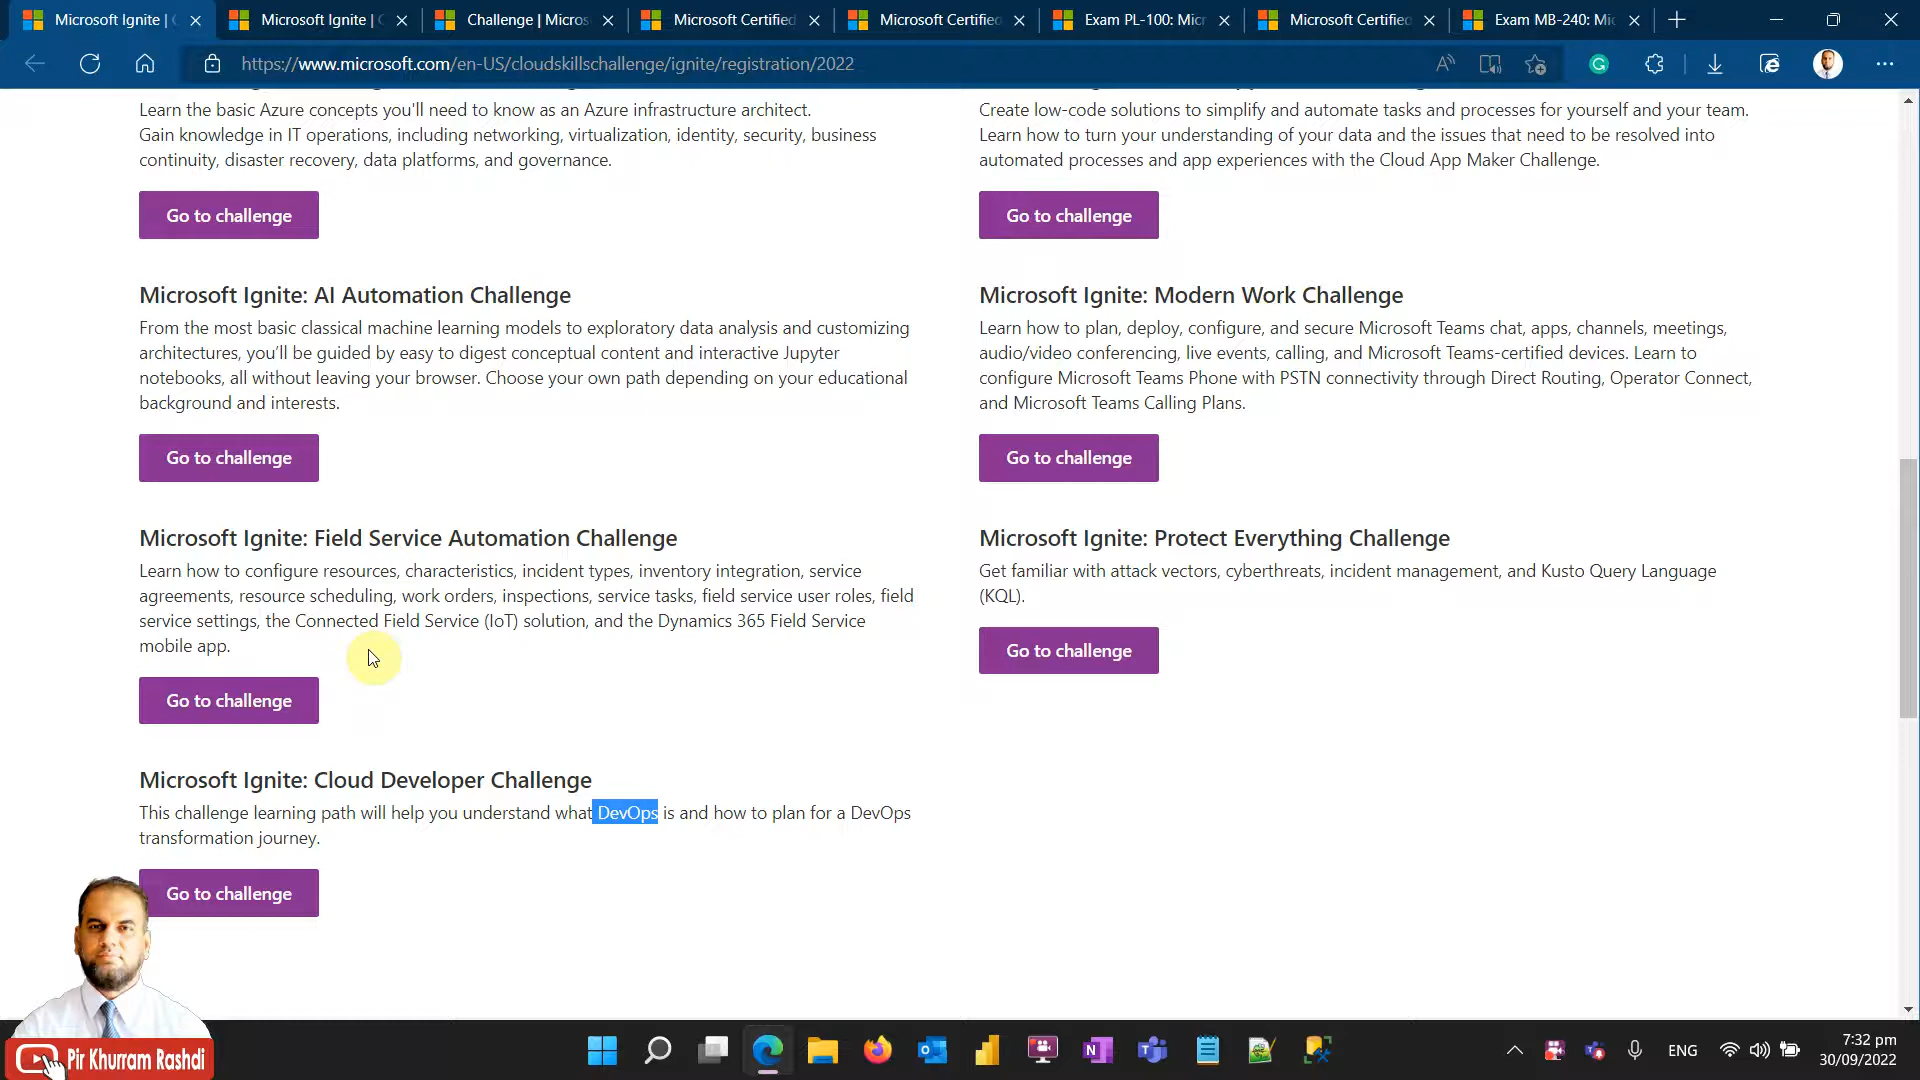 Microsoft Ignite |
Microsoft Ignite |
Challenge | Micros
Microsoft Certified
Microsoft Certified
Exam PL-100: Micr
Microsoft Certified
Exam MB-240: Mi
https://www.microsoft.com/en-US/cloudskillschallenge/ignite/registration/2022
Learn the basic Azure concepts you'll need to know as an Azure infrastructure architect.
Gain knowledge in IT operations, including networking, virtualization, identity, security, business
continuity, disaster recovery, data platforms, and governance.
Go to challenge
Create low-code solutions to simplify and automate tasks and processes for yourself and your team.
Learn how to turn your understanding of your data and the issues that need to be resolved into
automated processes and app experiences with the Cloud App Maker Challenge.
Go to challenge
Microsoft Ignite: AI Automation Challenge
From the most basic classical machine learning models to exploratory data analysis and customizing
architectures, you’ll be guided by easy to digest conceptual content and interactive Jupyter
notebooks, all without leaving your browser. Choose your own path depending on your educational
background and interests.
Go to challenge
Microsoft Ignite: Modern Work Challenge
Learn how to plan, deploy, configure, and secure Microsoft Teams chat, apps, channels, meetings,
audio/video conferencing, live events, calling, and Microsoft Teams-certified devices. Learn to
configure Microsoft Teams Phone with PSTN connectivity through Direct Routing, Operator Connect,
and Microsoft Teams Calling Plans.
Go to challenge
Microsoft Ignite: Field Service Automation Challenge
Learn how to configure resources, characteristics, incident types, inventory integration, service
agreements, resource scheduling, work orders, inspections, service tasks, field service user roles, field
service settings, the Connected Field Service (IoT) solution, and the Dynamics 365 Field Service
mobile app.
Go to challenge
Microsoft Ignite: Protect Everything Challenge
Get familiar with attack vectors, cyberthreats, incident management, and Kusto Query Language
(KQL).
Go to challenge
Microsoft Ignite: Cloud Developer Challenge
This challenge learning path will help you understand what DevOps is and how to plan for a DevOps
transformation journey.
Go to challenge
Pir Khurram Rashdi
ENG
7:32 pm
30/09/2022